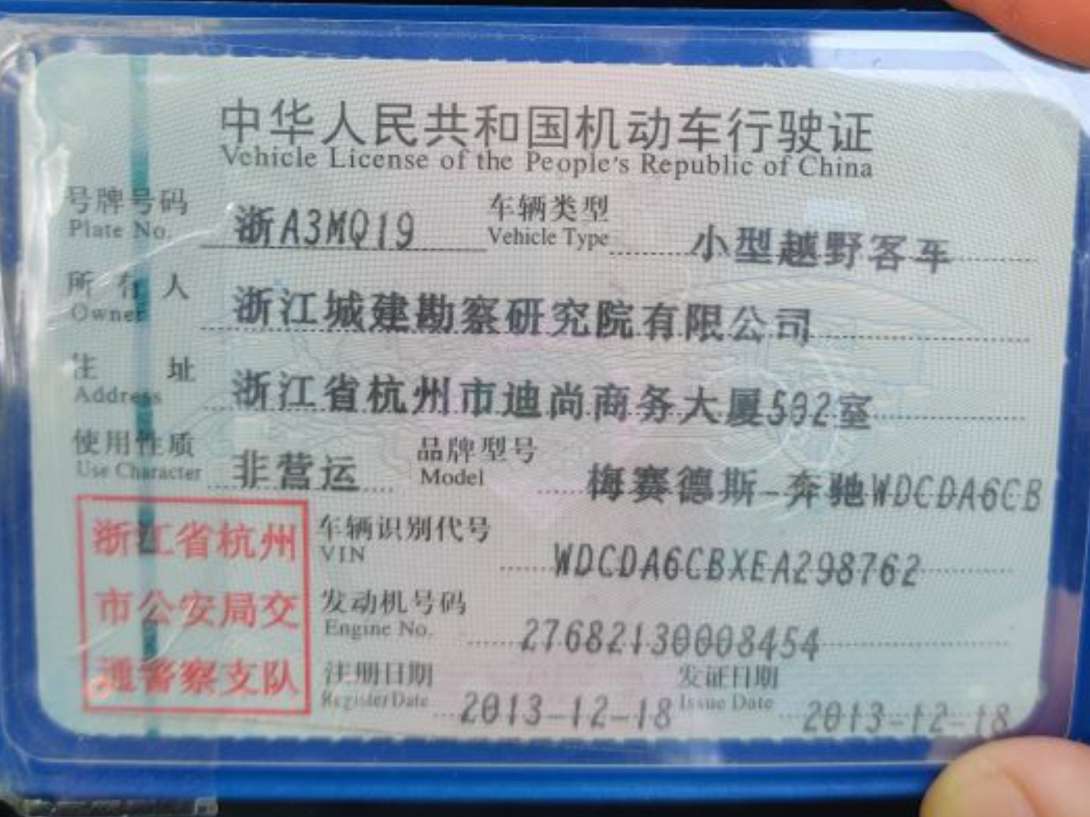 中华人民共和国机动车行驶证
Vehicle License of the People's Republic of China
号牌号码 浙A3MQ19 车辆类型 小型越野客车
Plate No. Vehicle Type
所有人 浙江城建勘察研究院有限公司
Owner
住址 浙江省杭州市迪尚商务大厦502室
Address
使用性质 非营运 品牌型号 梅赛德斯-奔驰WDCDA6CB
Use Character Model
浙江省杭州
市公安局交
通警察支队
车辆识别代号 WDCDA6CBXEA298762
VIN
发动机号码 27682130008454
Engine No.
注册日期 2013-12-18 发证日期 2013-12-18
Register Date Issue Date